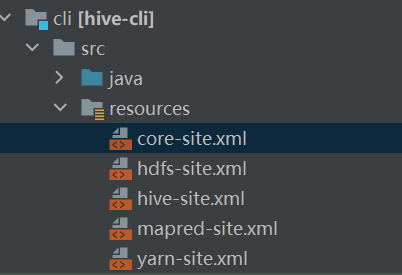 cli [hive-cli]
src
java
resources
core-site.xml
hdfs-site.xml
hive-site.xml
mapred-site.xml
yarn-site.xml